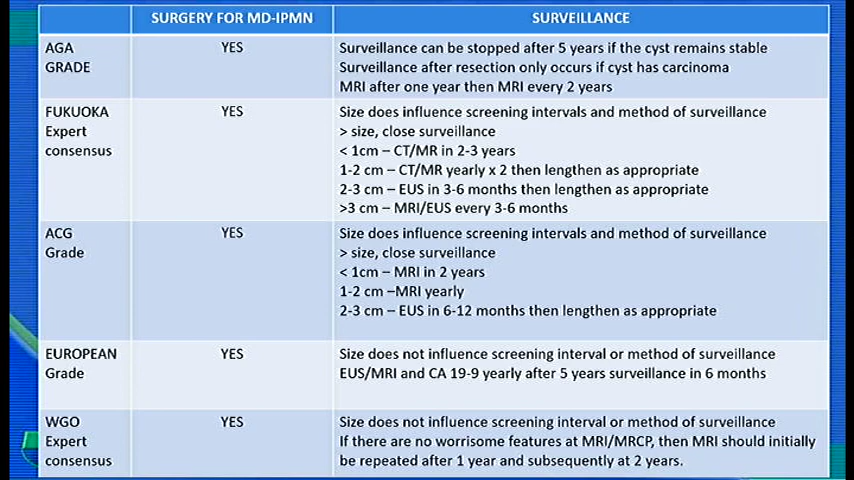 SURGERY FOR MD-IPMN SURVEILLANCE
AGA
GRADE
YES
Surveillance can be stopped after 5 years if the cyst remains stable
Surveillance after resection only occurs if cyst has carcinoma
MRI after one year then MRI every 2 years
FUKUOKA
Expert
consensus
YES
Size does influence screening intervals and method of surveillance
> size, close surveillance
< 1cm – CT/MR in 2-3 years
1-2 cm – CT/MR yearly x 2 then lengthen as appropriate
2-3 cm – EUS in 3-6 months then lengthen as appropriate
>3 cm – MRI/EUS every 3-6 months
ACG
Grade
YES
Size does influence screening intervals and method of surveillance
> size, close surveillance
< 1cm – MRI in 2 years
1-2 cm –MRI yearly
2-3 cm – EUS in 6-12 months then lengthen as appropriate
EUROPEAN
Grade
YES
Size does not influence screening interval or method of surveillance
EUS/MRI and CA 19-9 yearly after 5 years surveillance in 6 months
WGO
Expert
consensus
YES
Size does not influence screening interval or method of surveillance
If there are no worrisome features at MRI/MRCP, then MRI should initially
be repeated after 1 year and subsequently at 2 years.